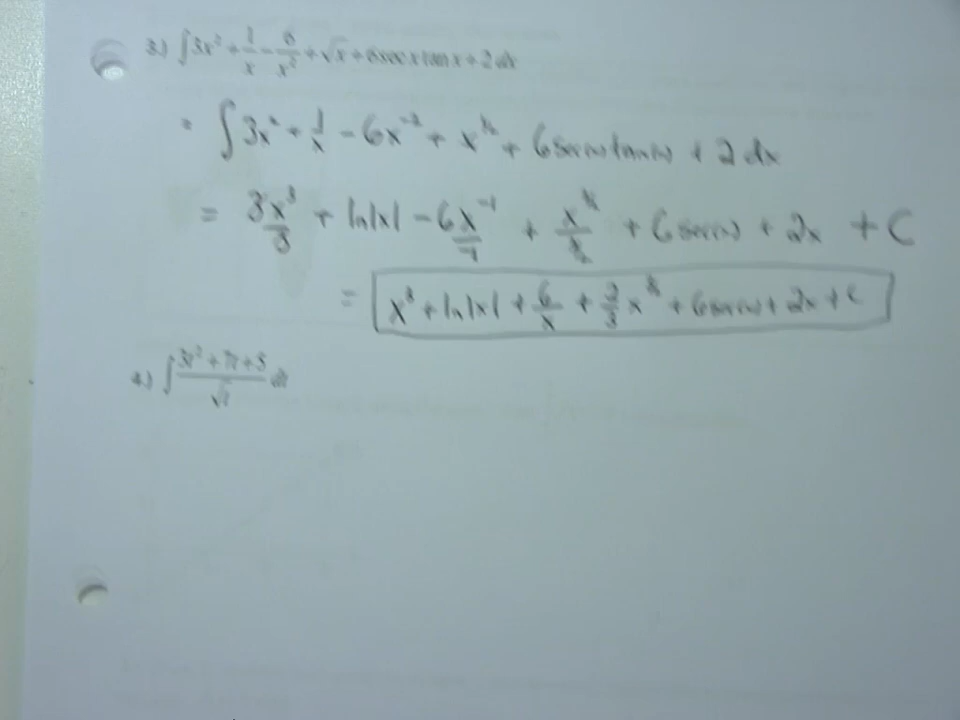 3.) ∫3x² + 1/x - 6/x² + √x + 6 sec x tan x + 2 dx
= ∫3x² + 1/x - 6x⁻² + x^½ + 6sec(x)tan(x) + 2 dx
= 3x³/3 + ln|x| - 6x⁻¹/-1 + x^3/2 / 3/2 + 6sec(x) + 2x + C
= x³ + ln|x| + 6/x + 2/3 x^3/2 + 6sec(x) + 2x + C
4.) ∫ 3t² + 7t + 5 / √t dt